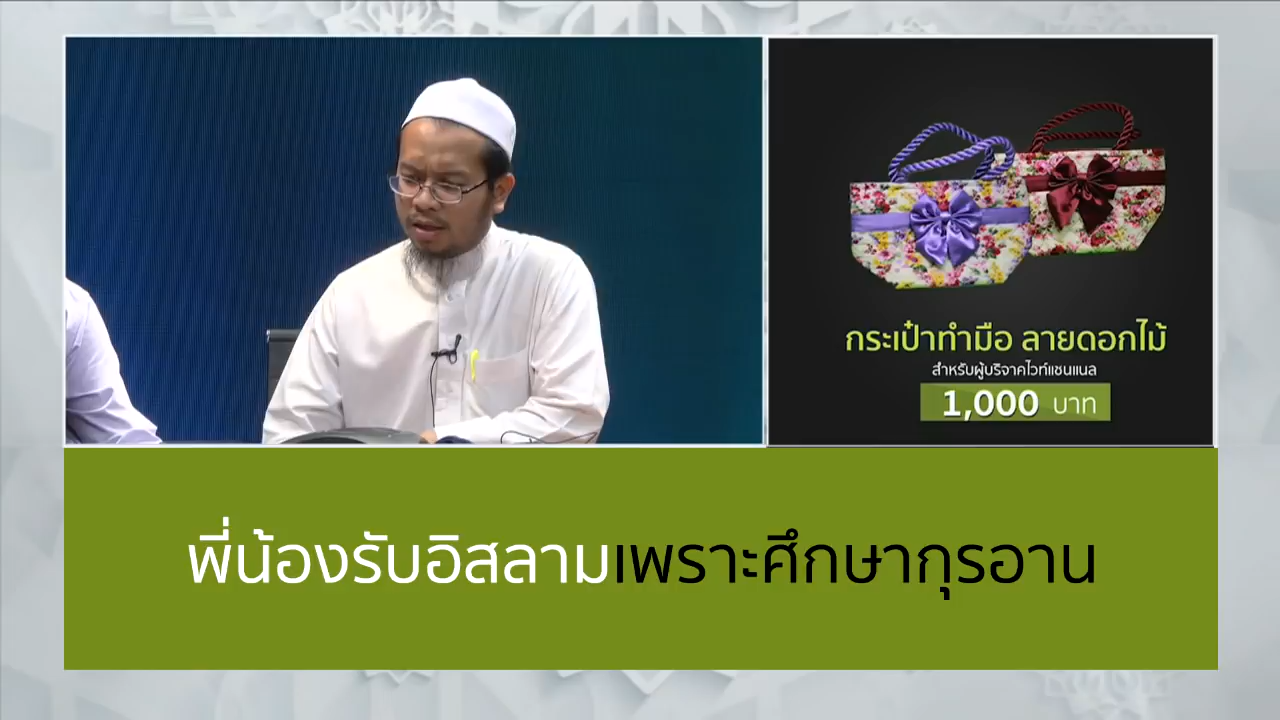 กระเป๋าทำมือ ลายดอกไม้
สำหรับผู้บริจาคไวท์แชนแนล
1,000 บาท
พี่น้องรับอิสลามเพราะศึกษากุรอาน